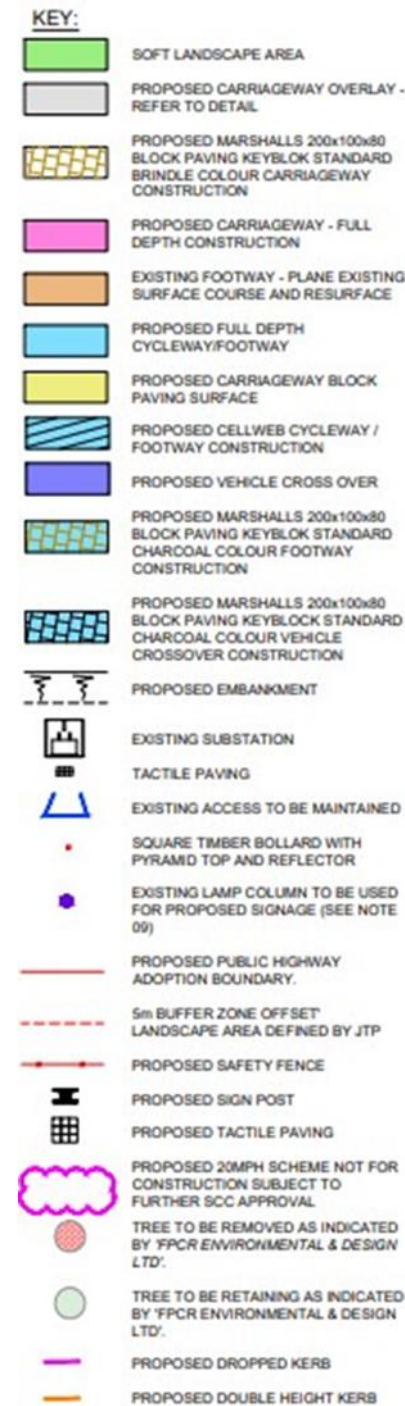 KEY:
SOFT LANDSCAPE AREA
PROPOSED CARRIAGEWAY OVERLAY -
REFER TO DETAIL
PROPOSED MARSHALLS 200x100x80
BLOCK PAVING KEYBLOK STANDARD
BRINDLE COLOUR CARRIAGEWAY
CONSTRUCTION
PROPOSED CARRIAGEWAY - FULL
DEPTH CONSTRUCTION
EXISTING FOOTWAY - PLANE EXISTING
SURFACE COURSE AND RESURFACE
PROPOSED FULL DEPTH
CYCLEWAY/FOOTWAY
PROPOSED CARRIAGEWAY BLOCK
PAVING SURFACE
PROPOSED CELLWEB CYCLEWAY /
FOOTWAY CONSTRUCTION
PROPOSED VEHICLE CROSS OVER
PROPOSED MARSHALLS 200x100x80
BLOCK PAVING KEYBLOK STANDARD
CHARCOAL COLOUR FOOTWAY
CONSTRUCTION
PROPOSED MARSHALLS 200x100x80
BLOCK PAVING KEYBLOCK STANDARD
CHARCOAL COLOUR VEHICLE
CROSSOVER CONSTRUCTION
PROPOSED EMBANKMENT
EXISTING SUBSTATION
TACTILE PAVING
EXISTING ACCESS TO BE MAINTAINED
SQUARE TIMBER BOLLARD WITH
PYRAMID TOP AND REFLECTOR
EXISTING LAMP COLUMN TO BE USED
FOR PROPOSED SIGNAGE (SEE NOTE
09)
PROPOSED PUBLIC HIGHWAY
ADOPTION BOUNDARY.
5m BUFFER ZONE OFFSET'
LANDSCAPE AREA DEFINED BY JTP
PROPOSED SAFETY FENCE
PROPOSED SIGN POST
PROPOSED TACTILE PAVING
PROPOSED 20MPH SCHEME NOT FOR
CONSTRUCTION SUBJECT TO
FURTHER SCC APPROVAL
TREE TO BE REMOVED AS INDICATED
BY 'FPCR ENVIRONMENTAL & DESIGN
LTD'.
TREE TO BE RETAINING AS INDICATED
BY 'FPCR ENVIRONMENTAL & DESIGN
LTD'.
PROPOSED DROPPED KERB
PROPOSED DOUBLE HEIGHT KERB